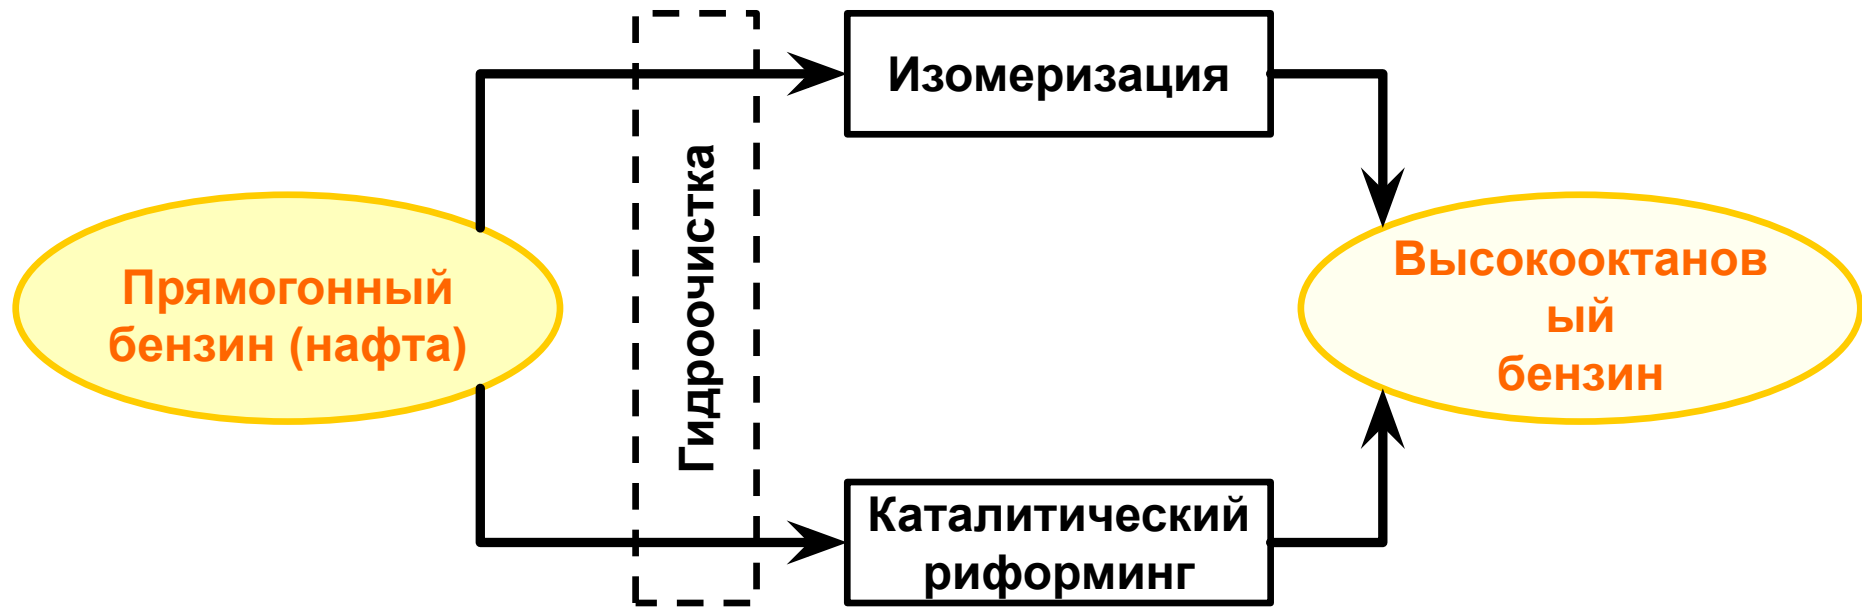 Прямогонный
бензин (нафта)
Гидроочистка
Изомеризация
Каталитический
риформинг
Высокооктанов
ый
бензин